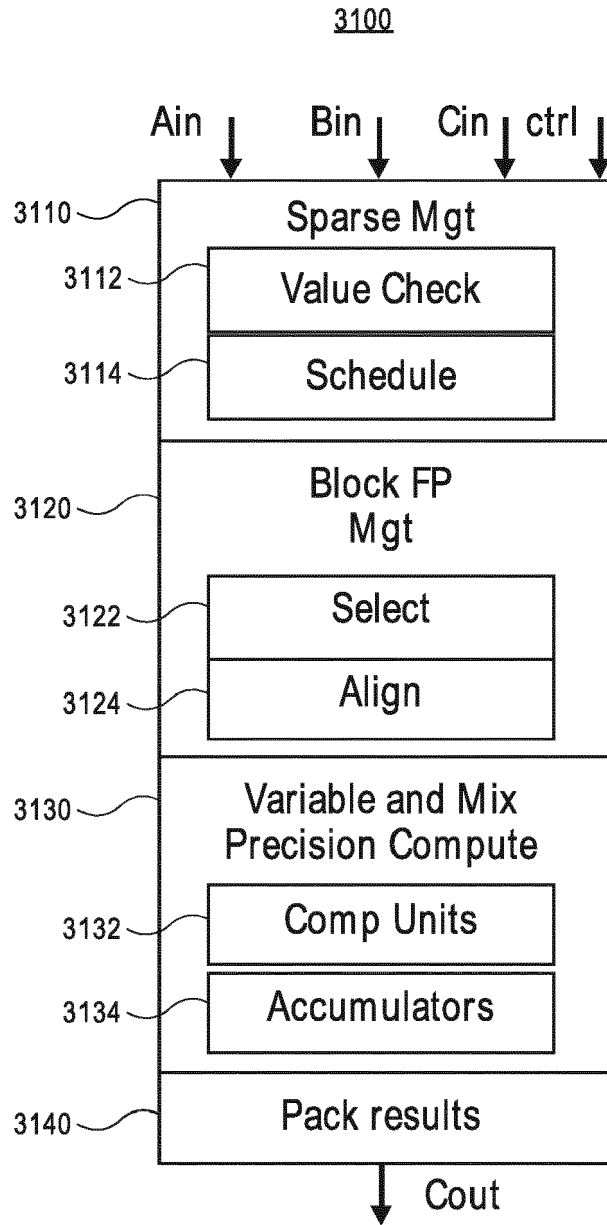 3100
Ain Bin Cin ctrl
3110
Sparse Mgt
3112
Value Check
3114
Schedule
3120
Block FP
Mgt
3122
Select
3124
Align
3130
Variable and Mix
Precision Compute
3132
Comp Units
3134
Accumulators
3140
Pack results
Cout